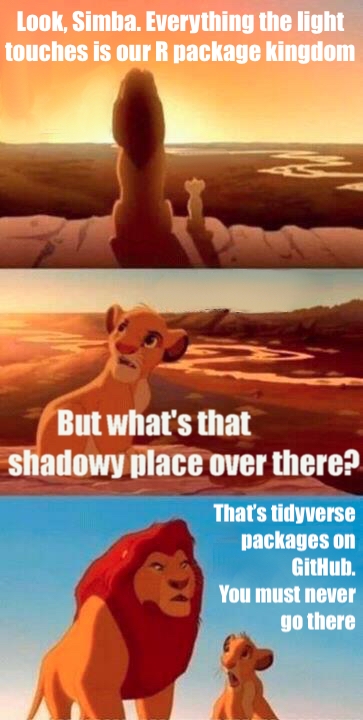 Look, Simba. Everything the light
touches is our R package kingdom
But what's that
shadowy place over there?
That's tidyverse
packages on
GitHub.
You must never
go there